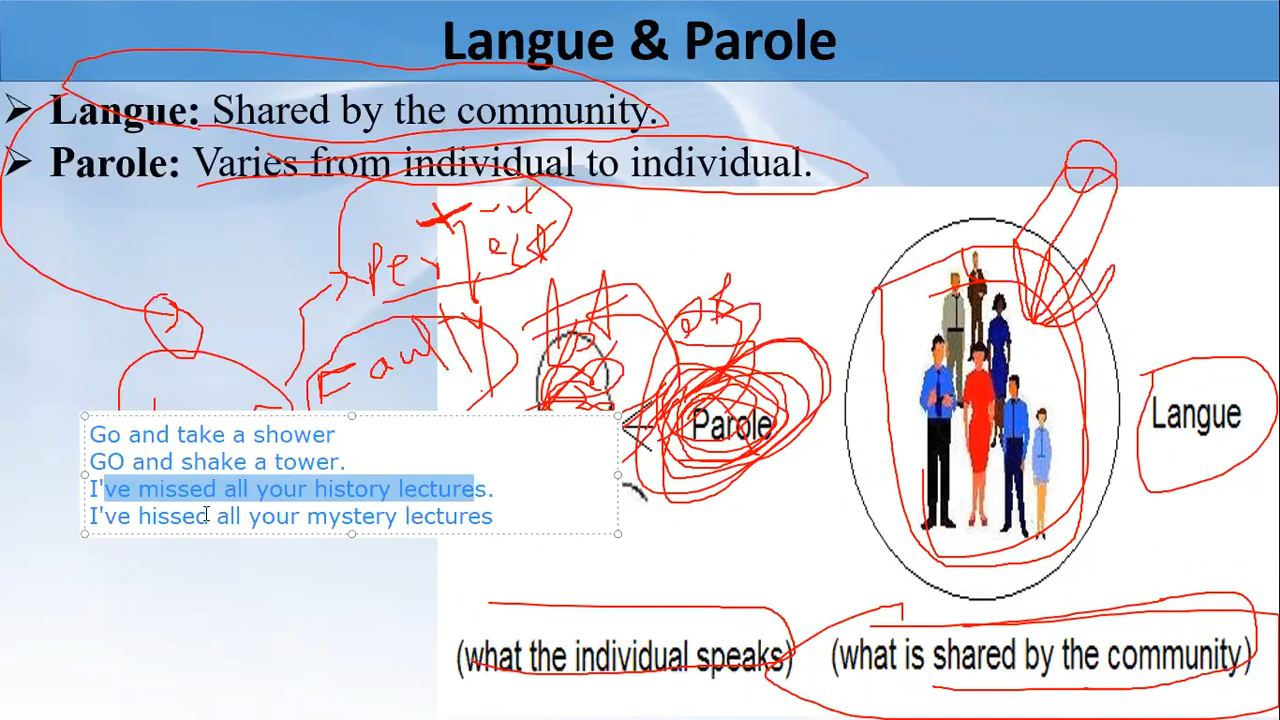 Langue & Parole
Langue: Shared by the community.
Parole: Varies from individual to individual.
Faulty
Go and take a shower
GO and shake a tower.
I've missed all your history lectures.
I've hissed all your mystery lectures
Parole
Langue
(what the individual speaks)
(what is shared by the community)